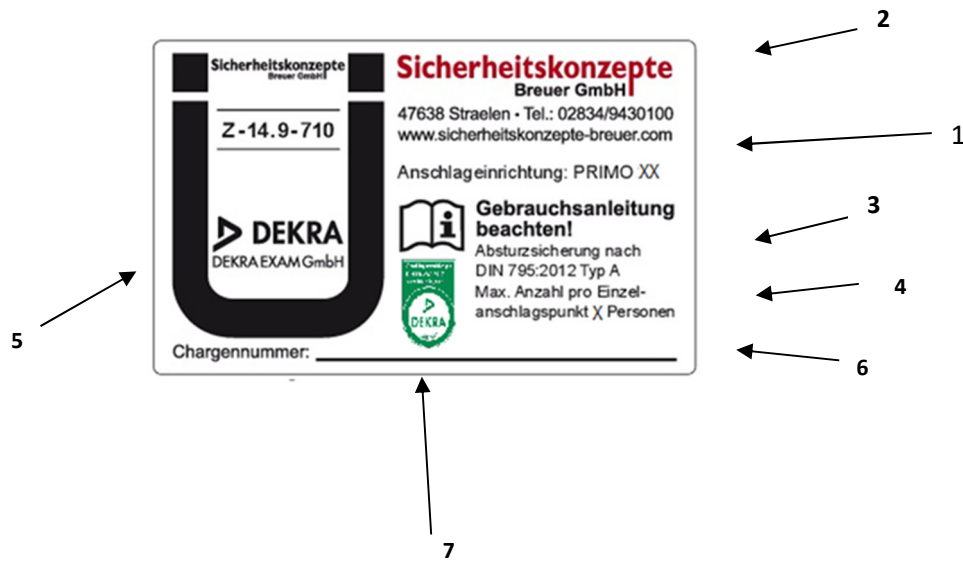 2
Sicherheitskonzepte
Breuer GmbH
Z-14.9-710
DEKRA
DEKRA EXAM GmbH
Sicherheitskonzepte
Breuer GmbH
47638 Straelen • Tel.: 02834/9430100
www.sicherheitskonzepte-breuer.com
1
Anschlageinrichtung: PRIMO XX
Gebrauchsanleitung
beachten!
Absturzsicherung nach
DIN 795:2012 Typ A
Max. Anzahl pro Einzel-
anschlagspunkt X Personen
3
4
DEKRA
5
Chargennummer:
6
7